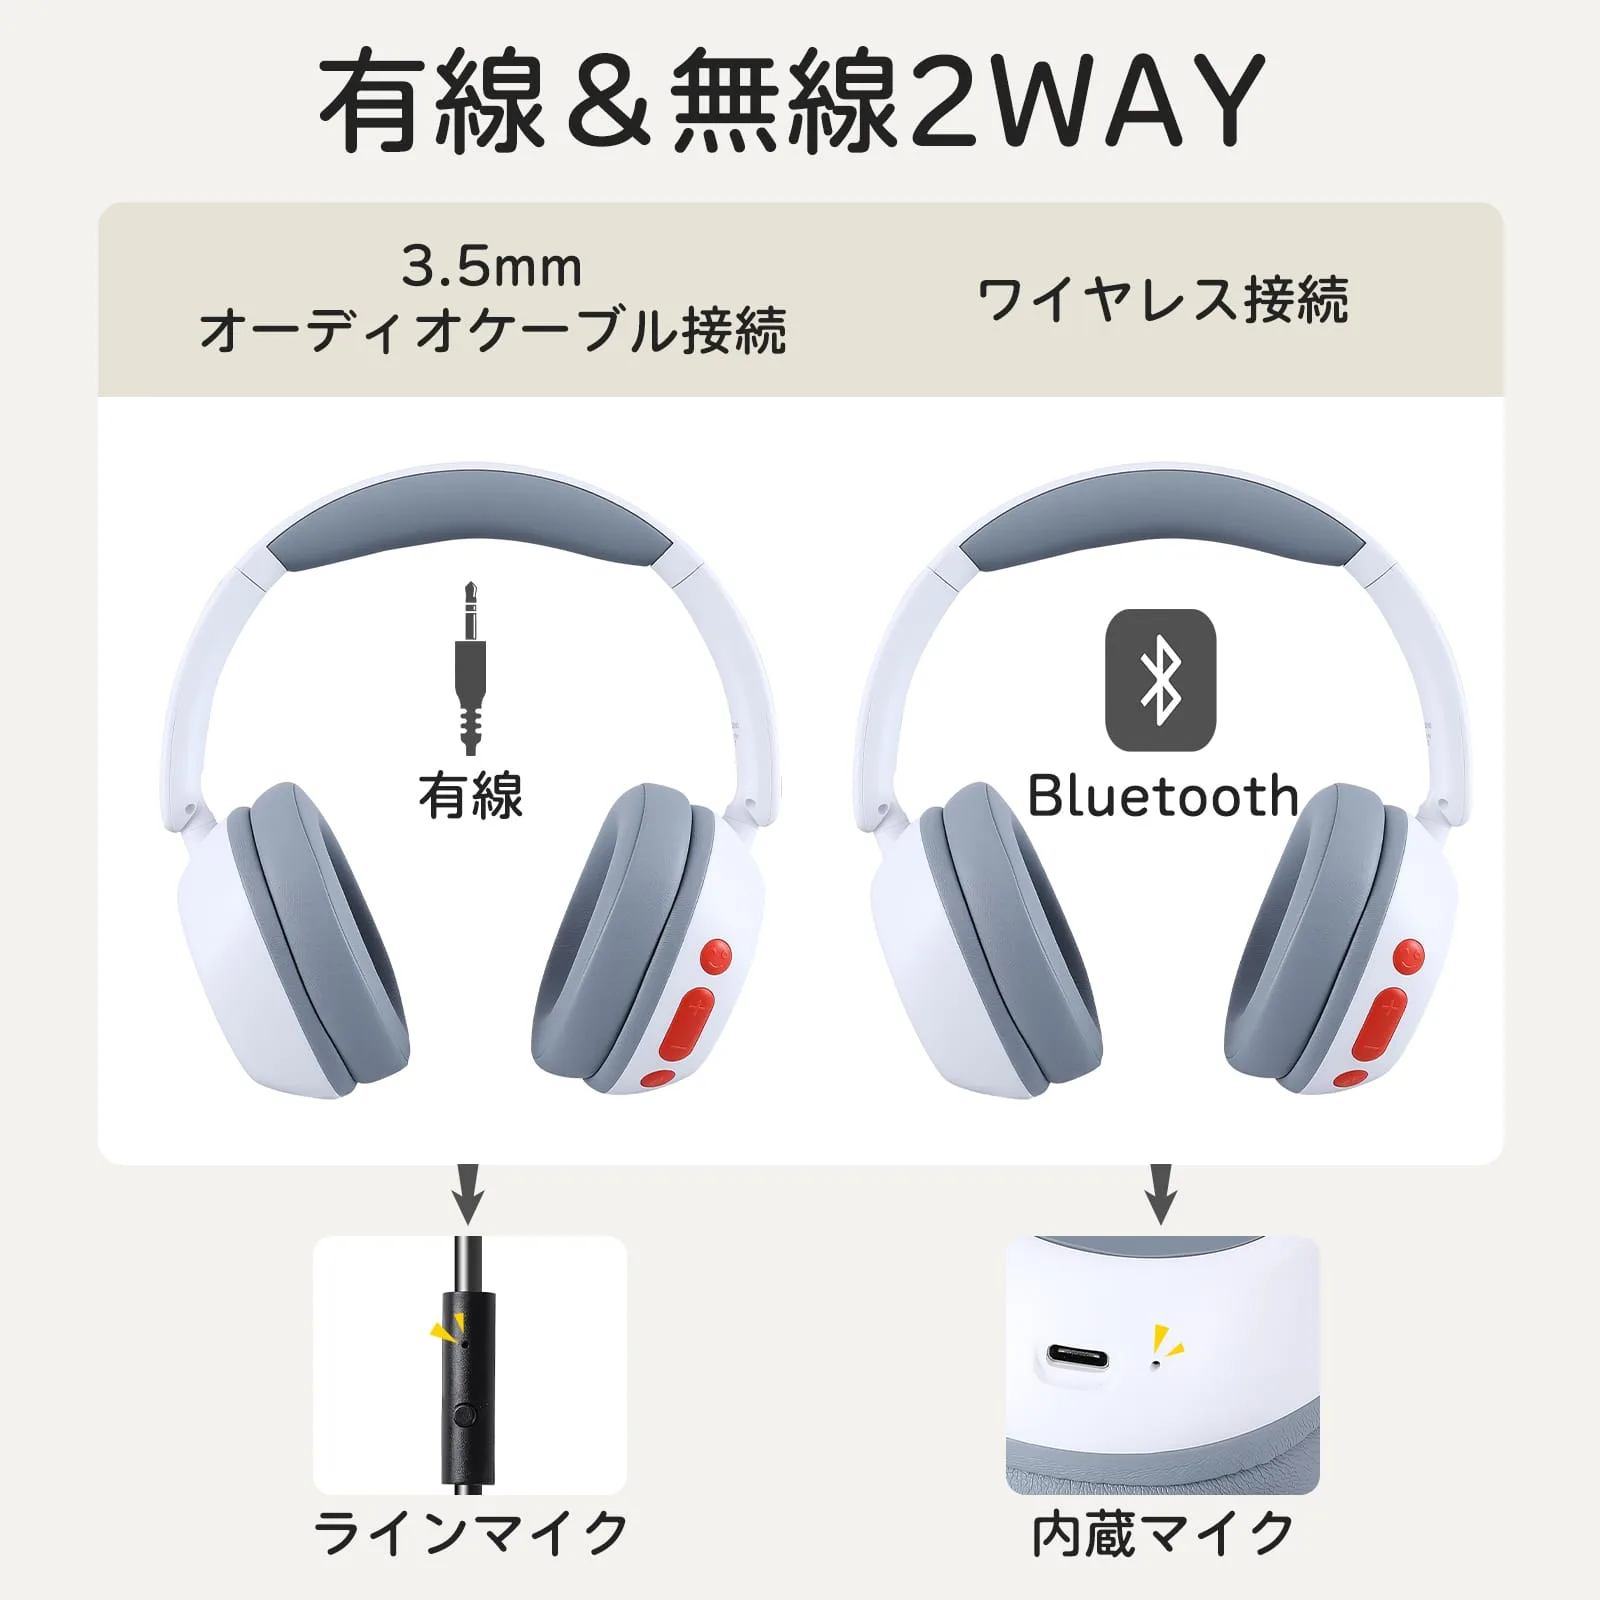 有線＆無線2WAY
3.5mm
オーディオケーブル接続
ワイヤレス接続
有線
Bluetooth
ラインマイク
内蔵マイク